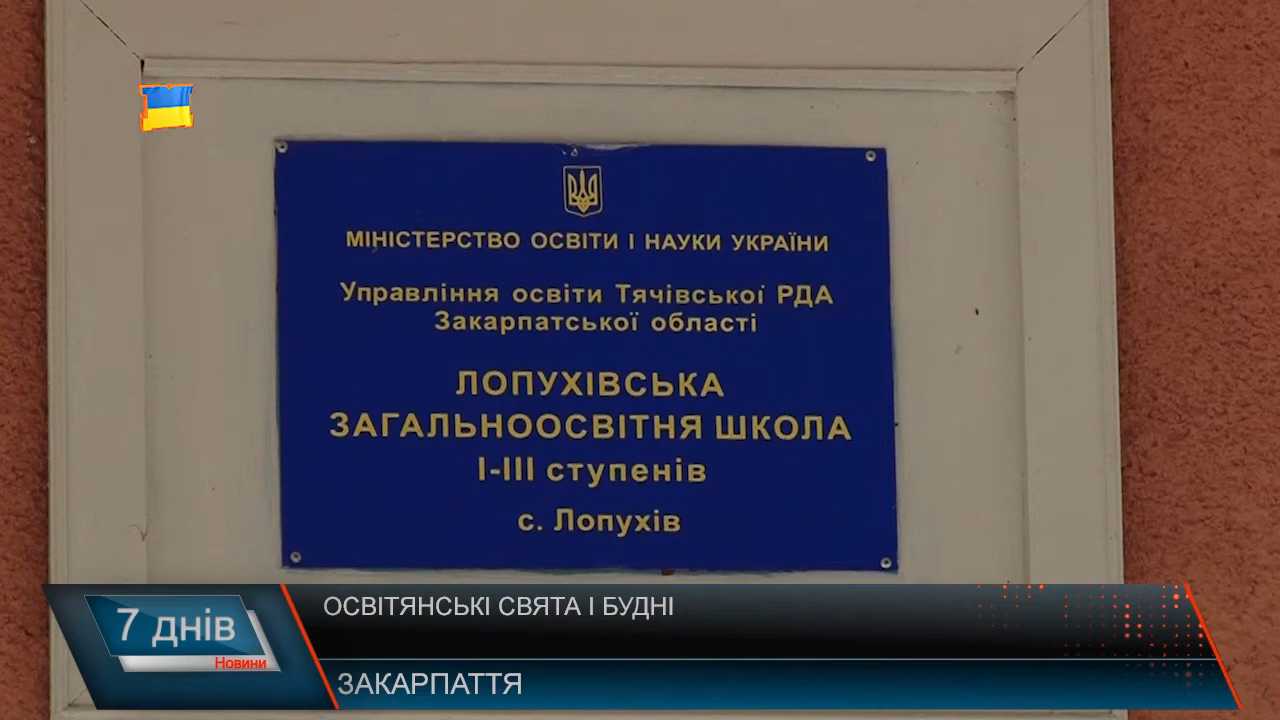 МІНІСТЕРСТВО ОСВІТИ І НАУКИ УКРАЇНИ
Управління освіти Тячівської РДА
Закарпатської області
ЛОПУХІВСЬКА
ЗАГАЛЬНООСВІТНЯ ШКОЛА
І-ІІІ ступенів
с. Лопухів
7 днів
Новини
ОСВІТЯНСЬКІ СВЯТА І БУДНІ
ЗАКАРПАТТЯ